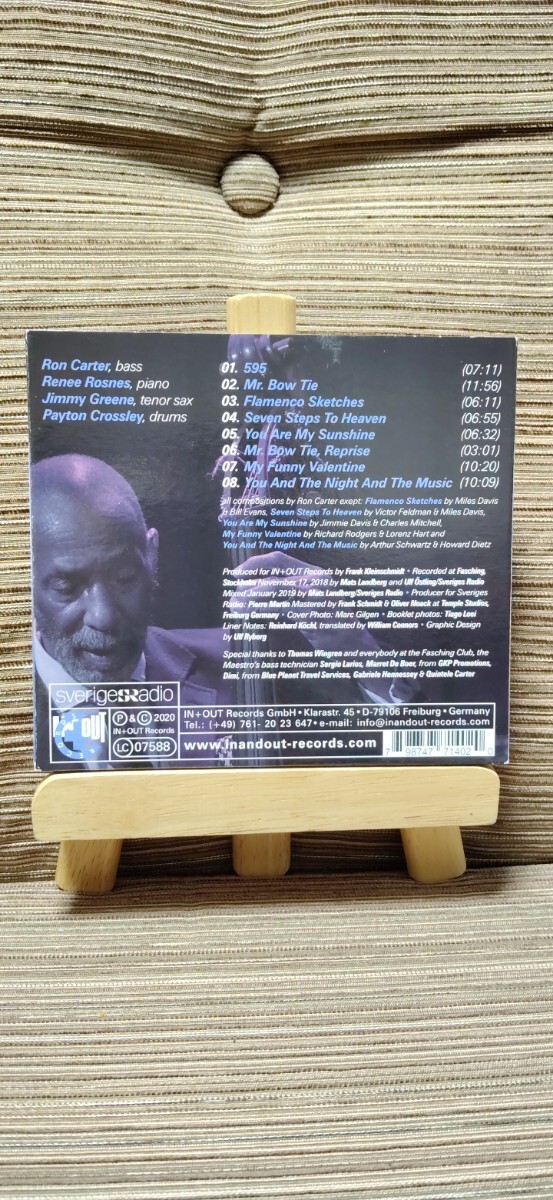 Ron Carter, bass
Renee Rosnes, piano
Jimmy Greene, tenor sax
Payton Crossley, drums
01. 595 (07:11)
02. Mr. Bow Tie (11:56)
03. Flamenco Sketches (06:11)
04. Seven Steps To Heaven (06:55)
05. You Are My Sunshine (06:32)
06. Mr. Bow Tie, Reprise (03:01)
07. My Funny Valentine (10:20)
08. You And The Night And The Music (10:09)
all compositions by Ron Carter exept: Flamenco Sketches by Miles Davis
& Bill Evans, Seven Steps To Heaven by Victor Feldman & Miles Davis,
You Are My Sunshine by Jimmie Davis & Charles Mitchell,
My Funny Valentine by Richard Rodgers & Lorenz Hart and
You And The Night And The Music by Arthur Schwartz & Howard Dietz
Produced for IN+OUT Records by Frank Kleinschmidt • Recorded at Fasching,
Stockholm November, 17, 2018 by Mats Landberg and Ulf Östling/Sveriges Radio
Mixed January 2019 by Mats Landberg/Sveriges Radio • Producer for Sveriges
Radio: Pierre Martin Mastered by Frank Schmidt & Oliver Noack at Temple Studios,
Freiburg Germany • Cover Photo: Marc Gilgen • Booklet photos: Tiago Loei
Liner Notes: Reinhard Köchl, translated by William Connors • Graphic Design
by Ulf Ryberg
Special thanks to Thomas Wingren and everybody at the Fasching Club, the
Maestro's bass technician Sergio Larios, Marret De Boer, from GKP Promotions,
Dimi, from Blue Planet Travel Services, Gabriele Hennessey & Quintela Carter
sverigesRadio
OUT
P & C 2020
IN+OUT Records
LC 07588
IN+OUT Records GmbH • Klarastr. 45 • D-79106 Freiburg • Germany
Tel.: (+49) 761- 20 23 647 • e-mail: info@inandout-records.com
www.inandout-records.com
7 98747 71402 0